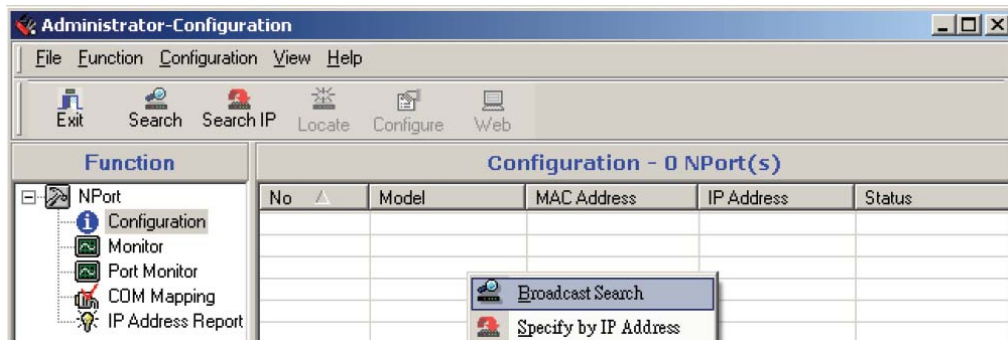 Administrator-Configuration
File Function Configuration View Help
Exit Search Search IP Locate Configure Web
Function
Configuration - 0 NPort(s)
No Model MAC Address IP Address Status
NPort
Configuration
Monitor
Port Monitor
COM Mapping
IP Address Report
Broadcast Search
Specify by IP Address